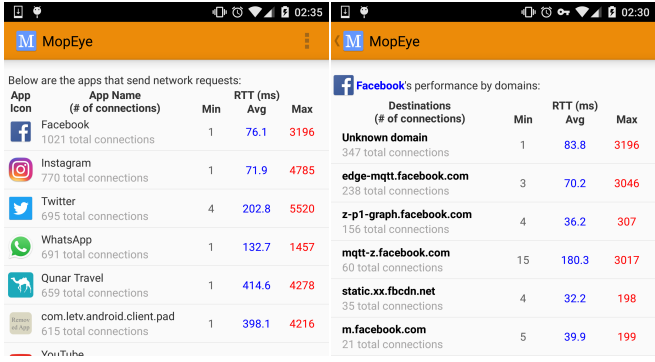 02:35
MopEye
Below are the apps that send network requests:
App Icon
App Name (# of connections)
RTT (ms)
Min Avg Max
Facebook
1021 total connections
1 76.1 3196
Instagram
770 total connections
1 71.9 4785
Twitter
695 total connections
4 202.8 5520
WhatsApp
691 total connections
1 132.7 1457
Qunar Travel
659 total connections
1 414.6 4278
Remov
ed App
com.letv.android.client.pad
615 total connections
1 398.1 4216
YouTube
02:30
MopEye
Facebook's performance by domains:
Destinations
(# of connections)
RTT (ms)
Min Avg Max
Unknown domain
347 total connections
1 83.8 3196
edge-mqtt.facebook.com
238 total connections
3 70.2 3046
z-p1-graph.facebook.com
156 total connections
4 36.2 307
mqtt-z.facebook.com
60 total connections
15 180.3 3017
static.xx.fbcdn.net
35 total connections
4 32.2 198
m.facebook.com
21 total connections
5 39.9 199